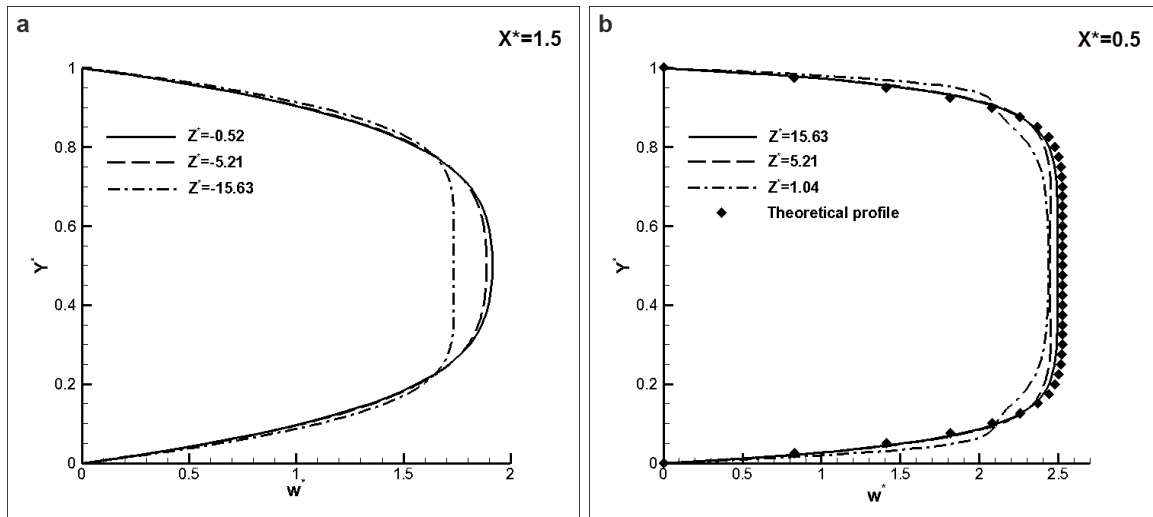 a
X*=1.5
1
0.8
0.6
0.4
0.2
0
Y*
Z*=-0.52
Z*=-5.21
Z*=-15.63
0
0.5
1
1.5
2
w*
b
X*=0.5
1
0.8
0.6
0.4
0.2
0
Y*
Z*=15.63
Z*=5.21
Z*=1.04
Theoretical profile
0
0.5
1
1.5
2
2.5
w*